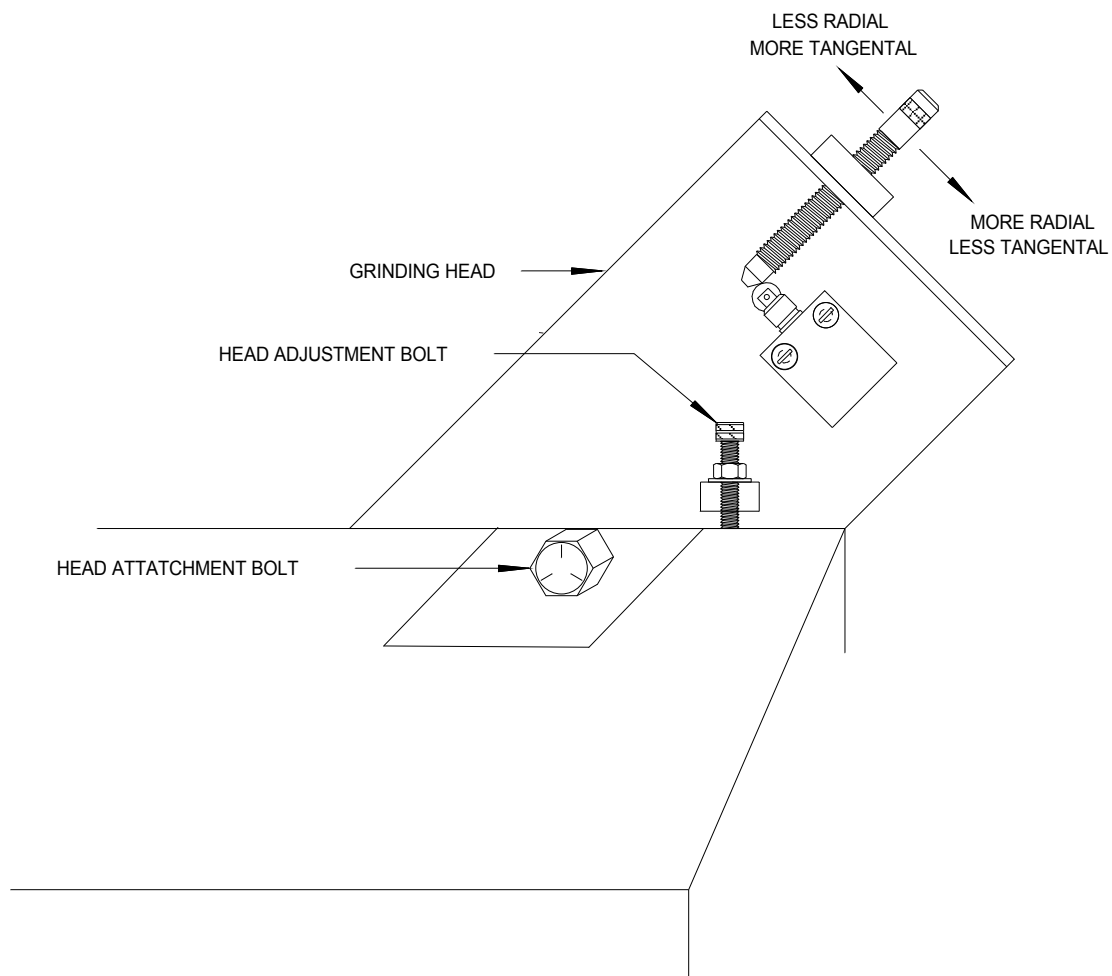 LESS RADIAL
MORE TANGENTAL
MORE RADIAL
LESS TANGENTAL
GRINDING HEAD
HEAD ADJUSTMENT BOLT
HEAD ATTATCHMENT BOLT